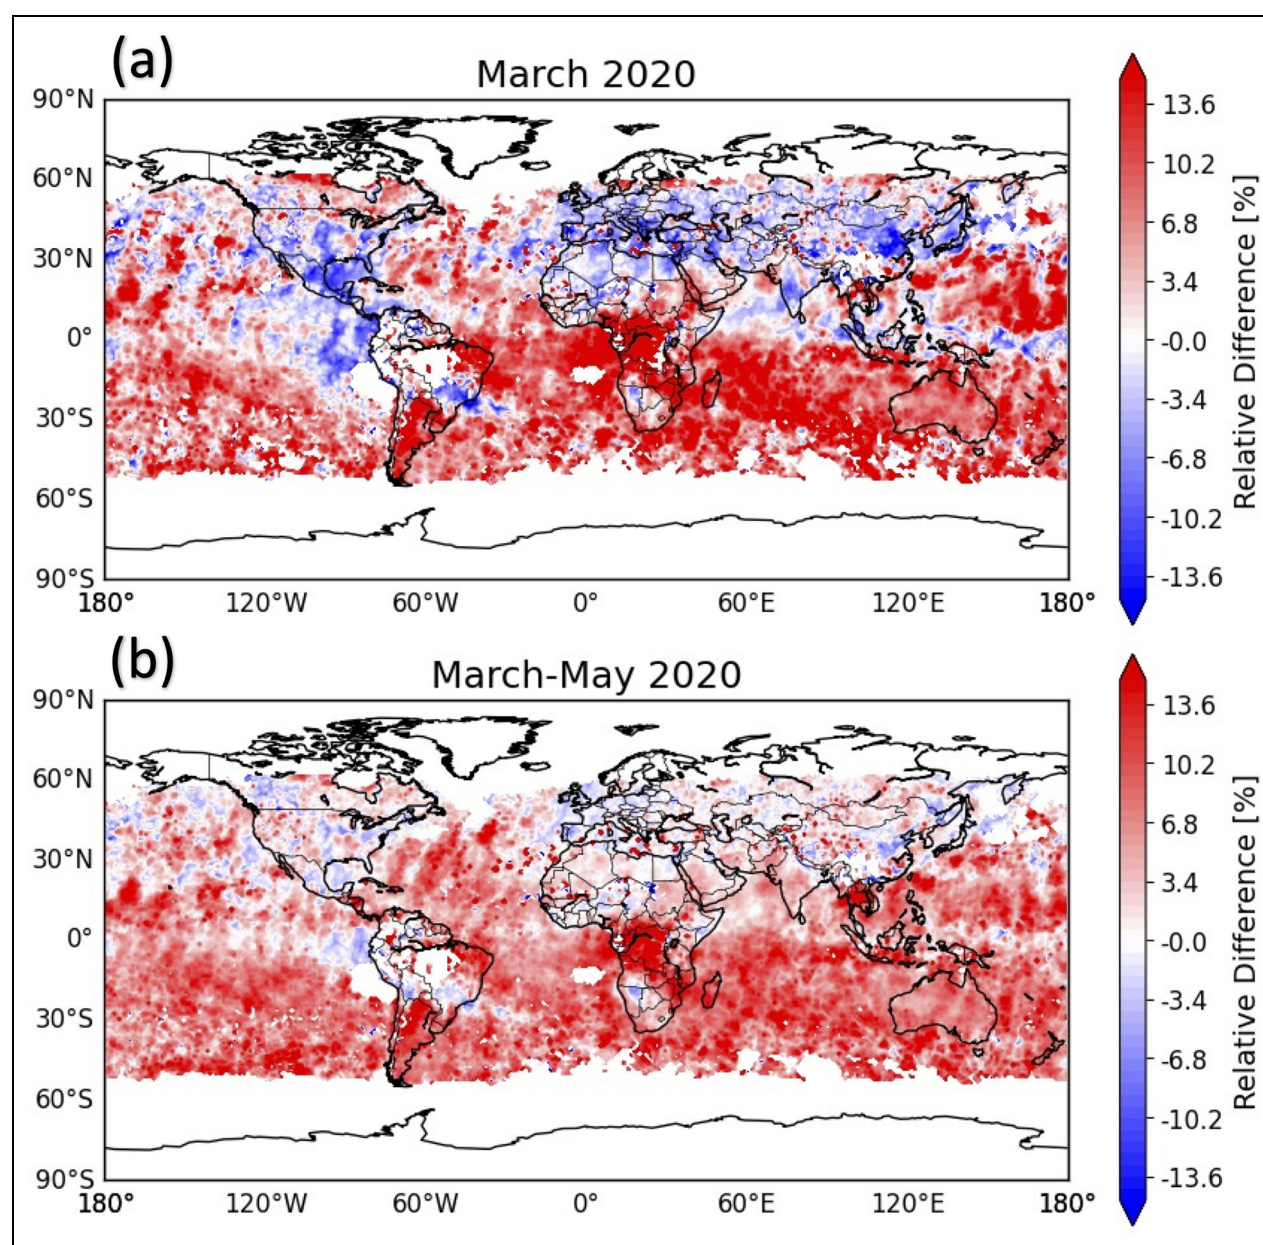 (a)
March 2020
90°N
60°N
30°N
0°
30°S
60°S
90°S
180° 120°W 60°W 0° 60°E 120°E 180°
13.6
10.2
6.8
3.4
-0.0
-3.4
-6.8
-10.2
-13.6
Relative Difference [%]
(b)
March-May 2020
90°N
60°N
30°N
0°
30°S
60°S
90°S
180° 120°W 60°W 0° 60°E 120°E 180°
13.6
10.2
6.8
3.4
-0.0
-3.4
-6.8
-10.2
-13.6
Relative Difference [%]